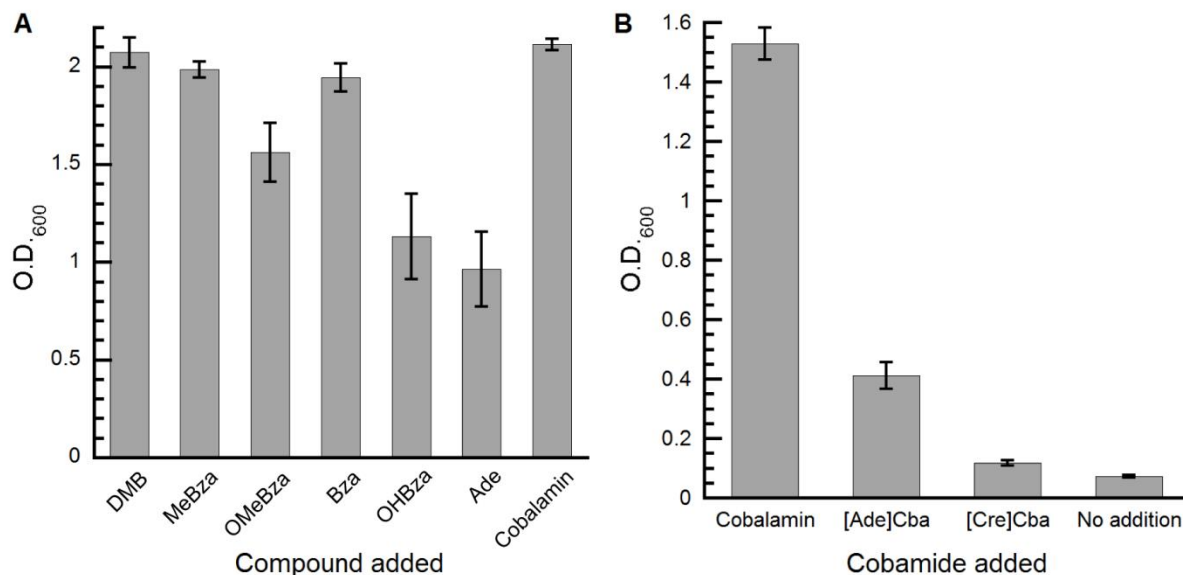 A
O.D.600
2
1.5
1
0.5
0
DMB
MeBza
OMeBza
Bza
OHBza
Ade
Cobalamin
Compound added
B
O.D.600
1.6
1.4
1.2
1
0.8
0.6
0.4
0.2
0
Cobalamin
[Ade]Cba
[Cre]Cba
No addition
Cobamide added